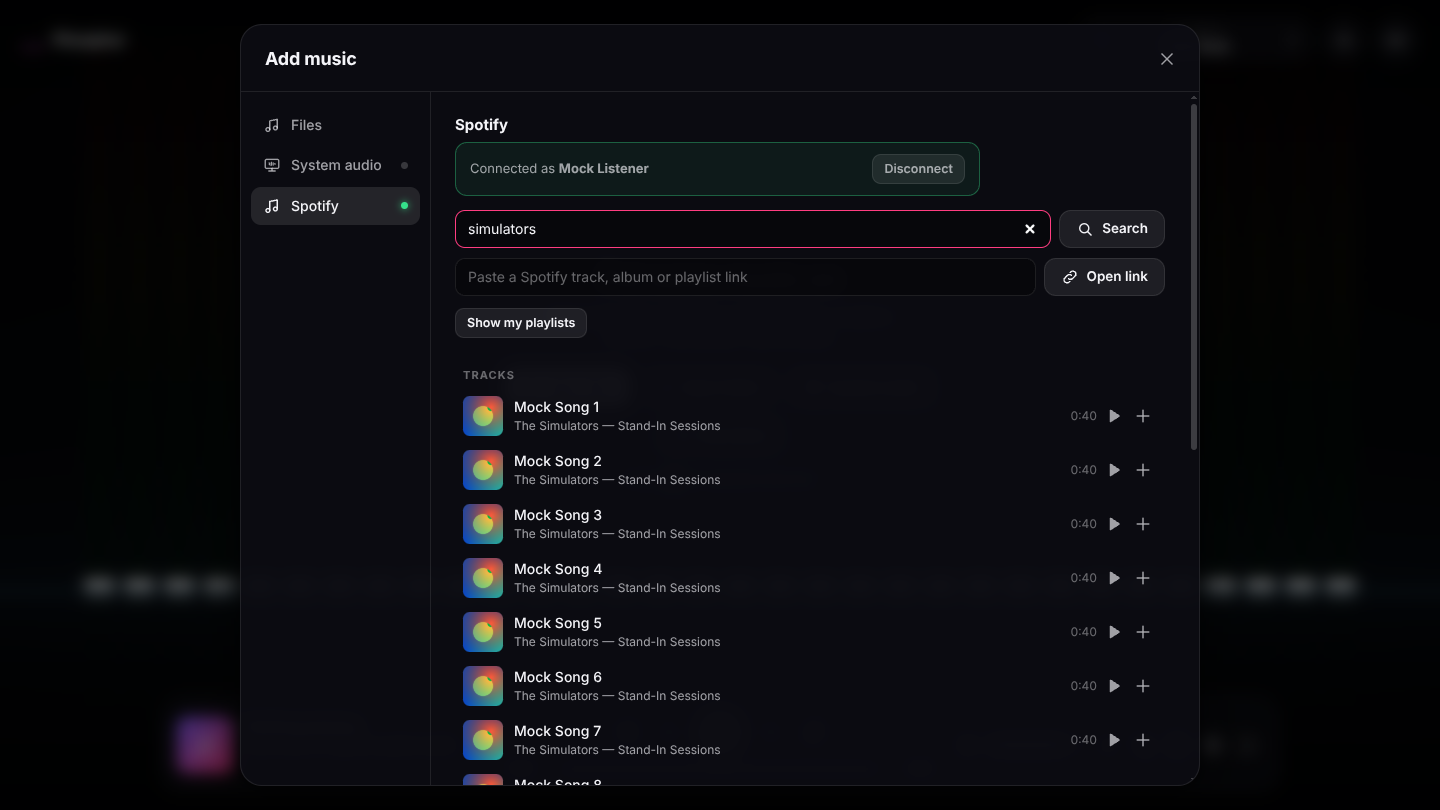 Add music
Files
System audio
Spotify
Spotify
Connected as Mock Listener
Disconnect
simulators
Search
Paste a Spotify track, album or playlist link
Open link
Show my playlists
TRACKS
Mock Song 1
The Simulators — Stand-In Sessions
0:40
Mock Song 2
The Simulators — Stand-In Sessions
0:40
Mock Song 3
The Simulators — Stand-In Sessions
0:40
Mock Song 4
The Simulators — Stand-In Sessions
0:40
Mock Song 5
The Simulators — Stand-In Sessions
0:40
Mock Song 6
The Simulators — Stand-In Sessions
0:40
Mock Song 7
The Simulators — Stand-In Sessions
0:40
Mock Song 8